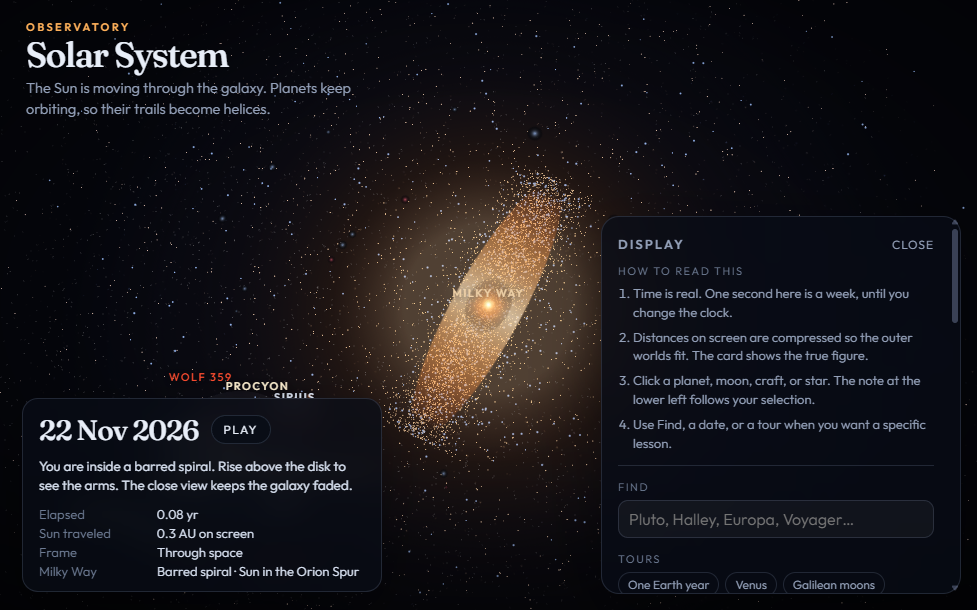 OBSERVATORY
Solar System
The Sun is moving through the galaxy. Planets keep
orbiting, so their trails become helices.
MILKY WAY
WOLF 359
PROCYON
SIRIUS
22 Nov 2026
PLAY
You are inside a barred spiral. Rise above the disk to
see the arms. The close view keeps the galaxy faded.
Elapsed 0.08 yr
Sun traveled 0.3 AU on screen
Frame Through space
Milky Way Barred spiral · Sun in the Orion Spur
DISPLAY
CLOSE
HOW TO READ THIS
1. Time is real. One second here is a week, until you
change the clock.
2. Distances on screen are compressed so the outer
worlds fit. The card shows the true figure.
3. Click a planet, moon, craft, or star. The note at the
lower left follows your selection.
4. Use Find, a date, or a tour when you want a specific
lesson.
FIND
Pluto, Halley, Europa, Voyager...
TOURS
One Earth year
Venus
Galilean moons